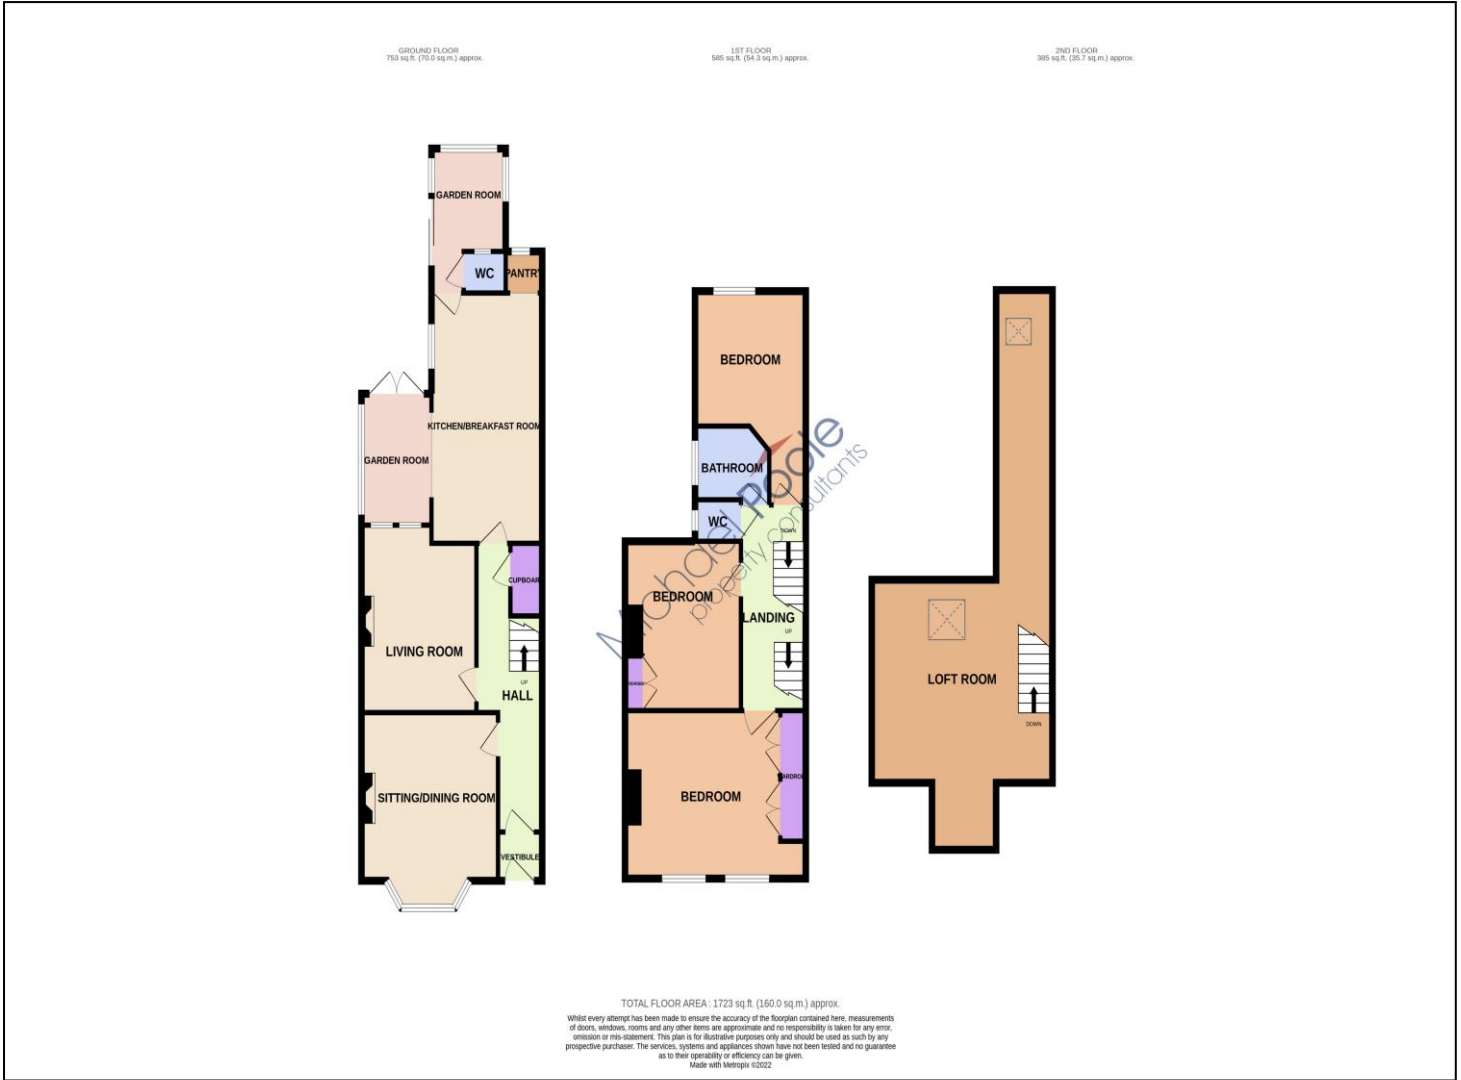 GROUND FLOOR
753 sq.ft. (70.0 sq.m.) approx.
1ST FLOOR
585 sq.ft. (54.3 sq.m.) approx.
2ND FLOOR
385 sq.ft. (35.7 sq.m.) approx.
GARDEN ROOM
WC
PANTRY
KITCHEN/BREAKFAST ROOM
GARDEN ROOM
CUPBOAR
LIVING ROOM
UP
HALL
SITTING/DINING ROOM
VESTIBULE
BEDROOM
BATHROOM
WC
DOWN
BEDROOM
LANDING
UP
BEDROOM
ARDRO
LOFT ROOM
DOWN
Michael Poole
property consultants
TOTAL FLOOR AREA : 1723 sq.ft. (160.0 sq.m.) approx.
Whilst every attempt has been made to ensure the accuracy of the floorplan contained here, measurements
of doors, windows, rooms and any other items are approximate and no responsibility is taken for any error,
omission or mis-statement. This plan is for illustrative purposes only and should be used as such by any
prospective purchaser. The services, systems and appliances shown have not been tested and no guarantee
as to their operability or efficiency can be given.
Made with Metropix ©2022